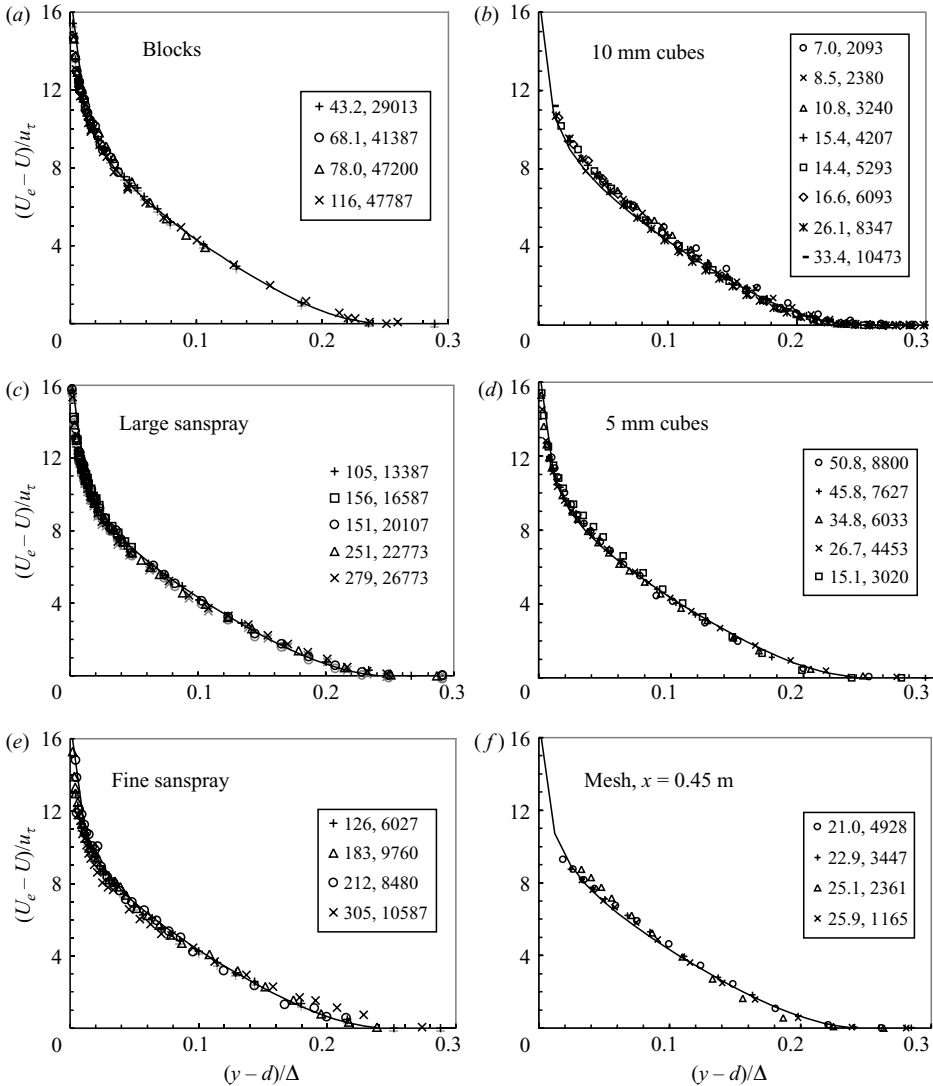 (a)
Blocks
16
12
8
4
0
(U_e – U)/u_τ
+ 43.2, 29013
○ 68.1, 41387
△ 78.0, 47200
× 116, 47787
0 0.1 0.2 0.3
(b)
10 mm cubes
16
12
8
4
0
○ 7.0, 2093
× 8.5, 2380
△ 10.8, 3240
+ 15.4, 4207
□ 14.4, 5293
◇ 16.6, 6093
ж 26.1, 8347
- 33.4, 10473
0 0.1 0.2 0.3
(c)
Large sanspray
16
12
8
4
0
(U_e – U)/u_τ
+ 105, 13387
□ 156, 16587
○ 151, 20107
△ 251, 22773
× 279, 26773
0 0.1 0.2 0.3
(d)
5 mm cubes
16
12
8
4
0
○ 50.8, 8800
+ 45.8, 7627
△ 34.8, 6033
× 26.7, 4453
□ 15.1, 3020
0 0.1 0.2 0.3
(e)
Fine sanspray
16
12
8
4
0
(U_e – U)/u_τ
+ 126, 6027
△ 183, 9760
○ 212, 8480
× 305, 10587
0 0.1 0.2 0.3
(y – d)/Δ
(f)
Mesh, x = 0.45 m
16
12
8
4
0
○ 21.0, 4928
+ 22.9, 3447
△ 25.1, 2361
× 25.9, 1165
0 0.1 0.2 0.3
(y – d)/Δ